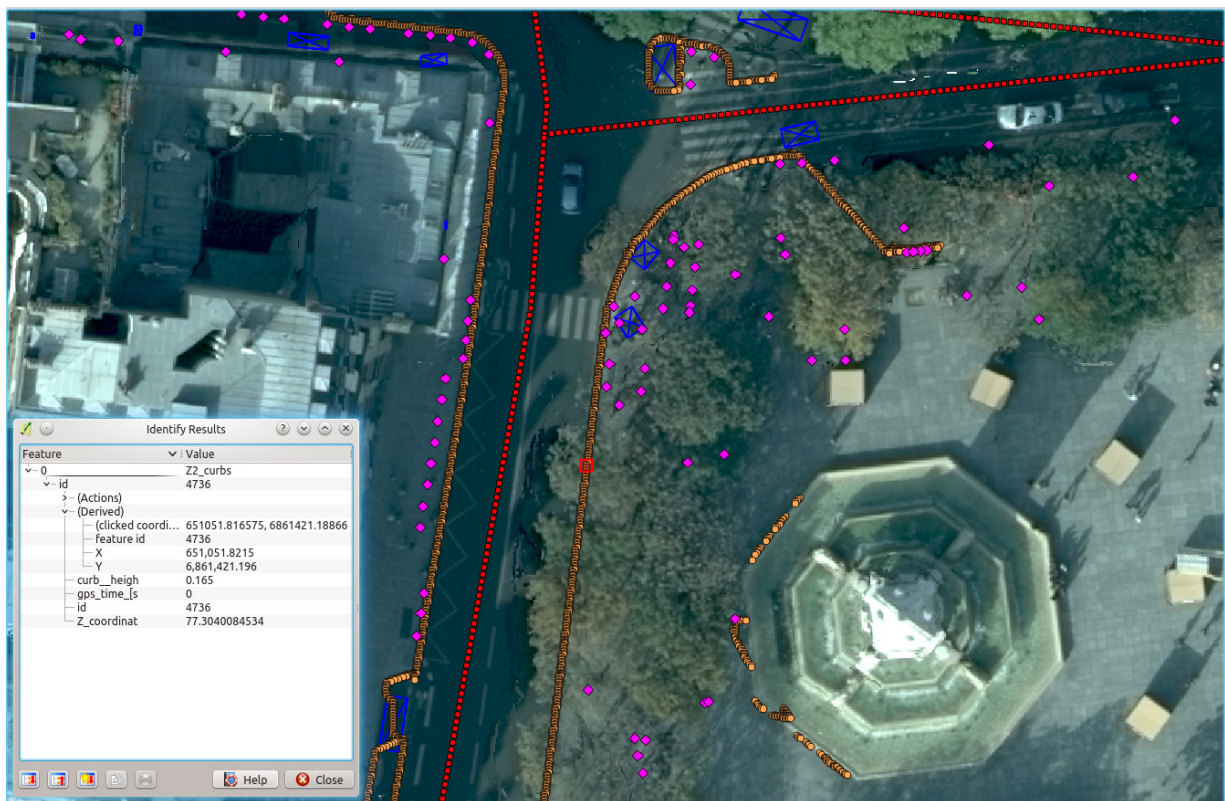 Identify Results
Feature Value
0 Z2_curbs
id 4736
(Actions)
(Derived)
(clicked coordi... 651051.816575, 6861421.18866
feature id 4736
X 651,051.8215
Y 6,861,421.196
curb__heigh 0.165
gps_time_[s 0
id 4736
Z_coordinat 77.3040084534
Help Close